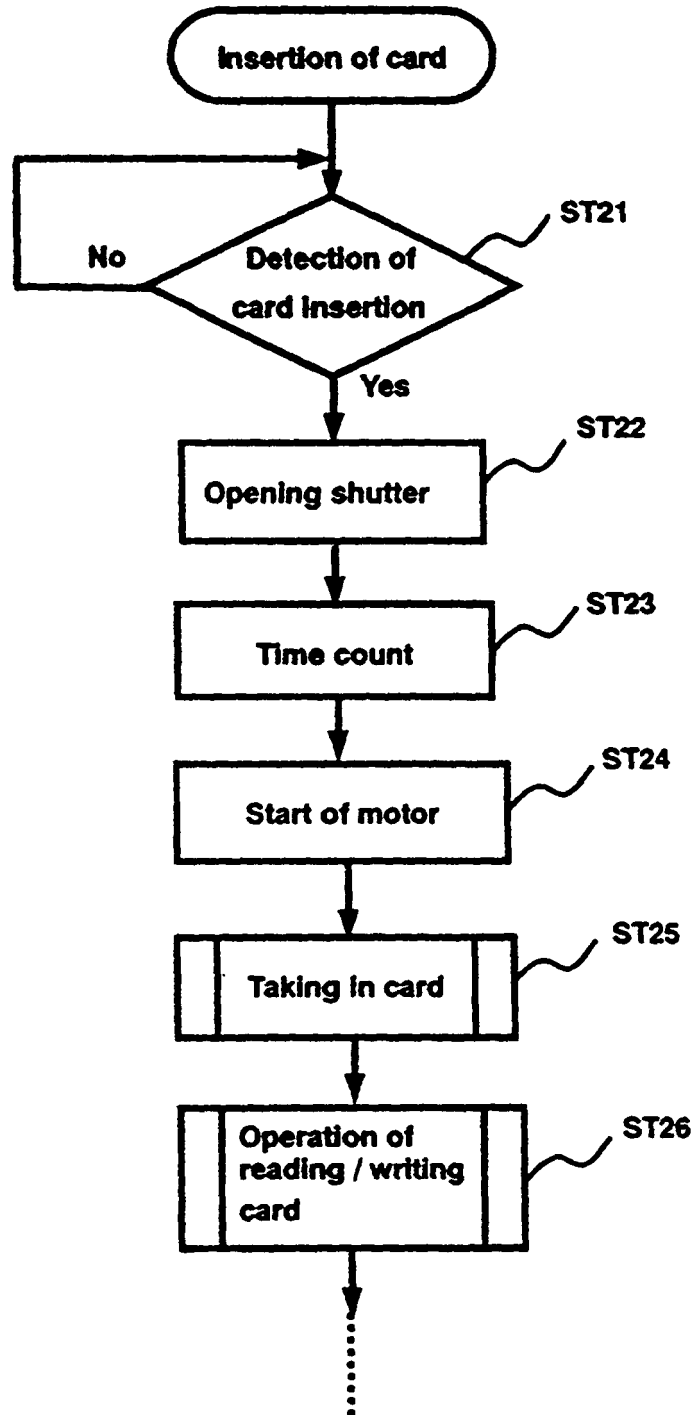 Insertion of card
ST21
No
Detection of
card insertion
Yes
ST22
Opening shutter
ST23
Time count
ST24
Start of motor
ST25
Taking in card
ST26
Operation of
reading / writing
card